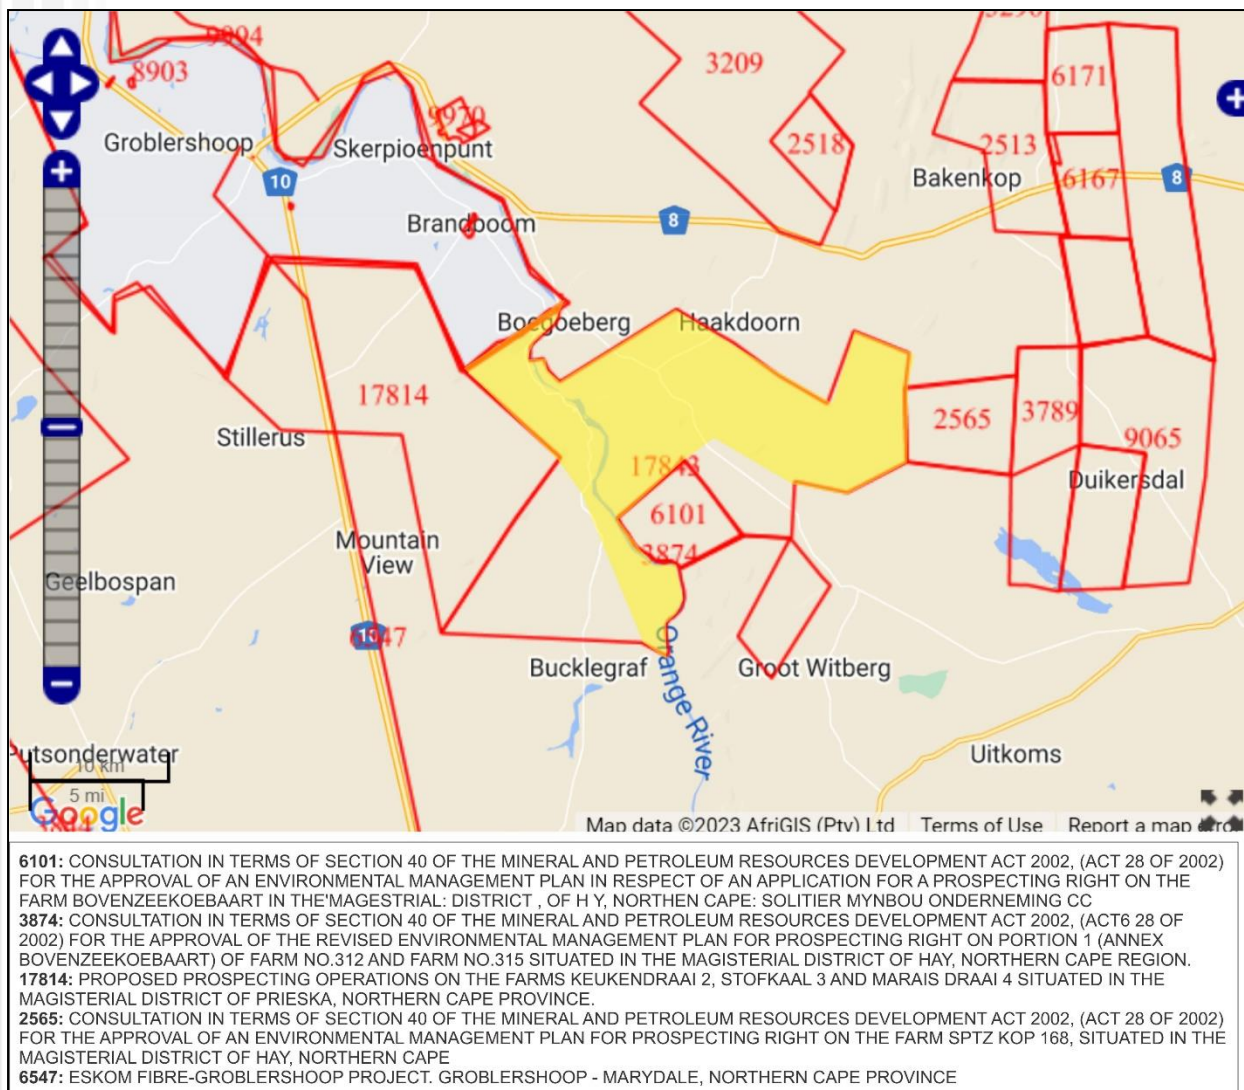 3290
9994
8903
3209
6171
9970
Groblershoop
Skerpioenpunt
2518
2513
10
Bakenkop
6167
8
Brandboom
8
Boegoeberg
Haakdoorn
17814
2565
3789
9065
Stillerus
17843
Duikersdal
6101
Mountain
View
3874
Geelbospan
6547
Bucklegraf
Orange River
Groot Witberg
Putsonderwater
Uitkoms
10 km
5 mi
Google
Map data ©2023 AfriGIS (Pty) Ltd Terms of Use Report a map error
6101: CONSULTATION IN TERMS OF SECTION 40 OF THE MINERAL AND PETROLEUM RESOURCES DEVELOPMENT ACT 2002, (ACT 28 OF 2002)
FOR THE APPROVAL OF AN ENVIRONMENTAL MANAGEMENT PLAN IN RESPECT OF AN APPLICATION FOR A PROSPECTING RIGHT ON THE
FARM BOVENZEEKOEBAART IN THE'MAGESTRIAL: DISTRICT , OF H Y, NORTHEN CAPE: SOLITIER MYNBOU ONDERNEMING CC
3874: CONSULTATION IN TERMS OF SECTION 40 OF THE MINERAL AND PETROLEUM RESOURCES DEVELOPMENT ACT 2002, (ACT6 28 OF
2002) FOR THE APPROVAL OF THE REVISED ENVIRONMENTAL MANAGEMENT PLAN FOR PROSPECTING RIGHT ON PORTION 1 (ANNEX
BOVENZEEKOEBAART) OF FARM NO.312 AND FARM NO.315 SITUATED IN THE MAGISTERIAL DISTRICT OF HAY, NORTHERN CAPE REGION.
17814: PROPOSED PROSPECTING OPERATIONS ON THE FARMS KEUKENDRAAI 2, STOFKAAL 3 AND MARAIS DRAAI 4 SITUATED IN THE
MAGISTERIAL DISTRICT OF PRIESKA, NORTHERN CAPE PROVINCE.
2565: CONSULTATION IN TERMS OF SECTION 40 OF THE MINERAL AND PETROLEUM RESOURCES DEVELOPMENT ACT 2002, (ACT 28 OF 2002)
FOR THE APPROVAL OF AN ENVIRONMENTAL MANAGEMENT PLAN FOR PROSPECTING RIGHT ON THE FARM SPTZ KOP 168, SITUATED IN THE
MAGISTERIAL DISTRICT OF HAY, NORTHERN CAPE
6547: ESKOM FIBRE-GROBLERSHOOP PROJECT. GROBLERSHOOP - MARYDALE, NORTHERN CAPE PROVINCE